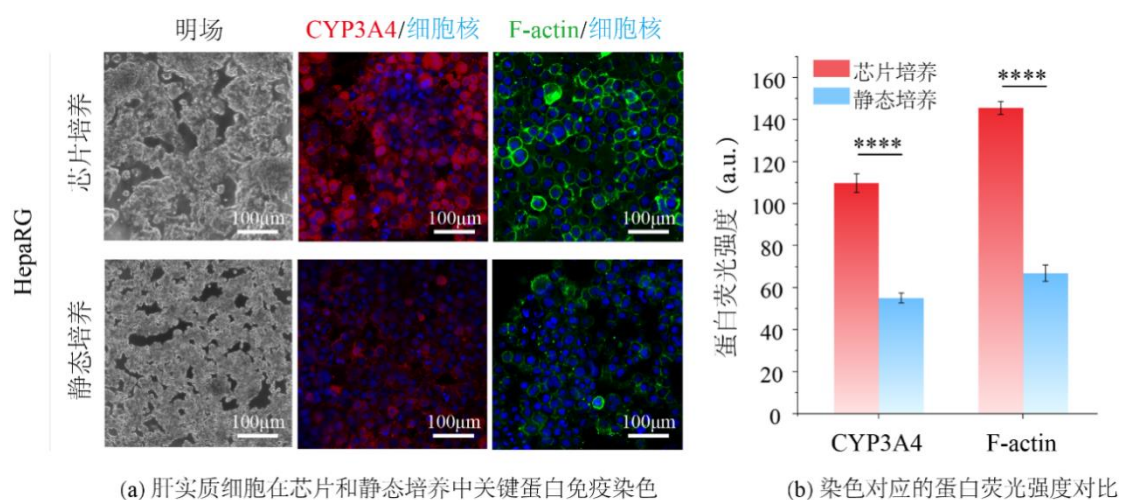 明场
CYP3A4/细胞核
F-actin/细胞核
HepaRG
芯片培养
100μm
100μm
100μm
静态培养
100μm
100μm
100μm
(a) 肝实质细胞在芯片和静态培养中关键蛋白免疫染色
蛋白荧光强度 (a.u.)
160
140
120
100
80
60
40
20
0
芯片培养
静态培养
****
****
CYP3A4
F-actin
(b) 染色对应的蛋白荧光强度对比